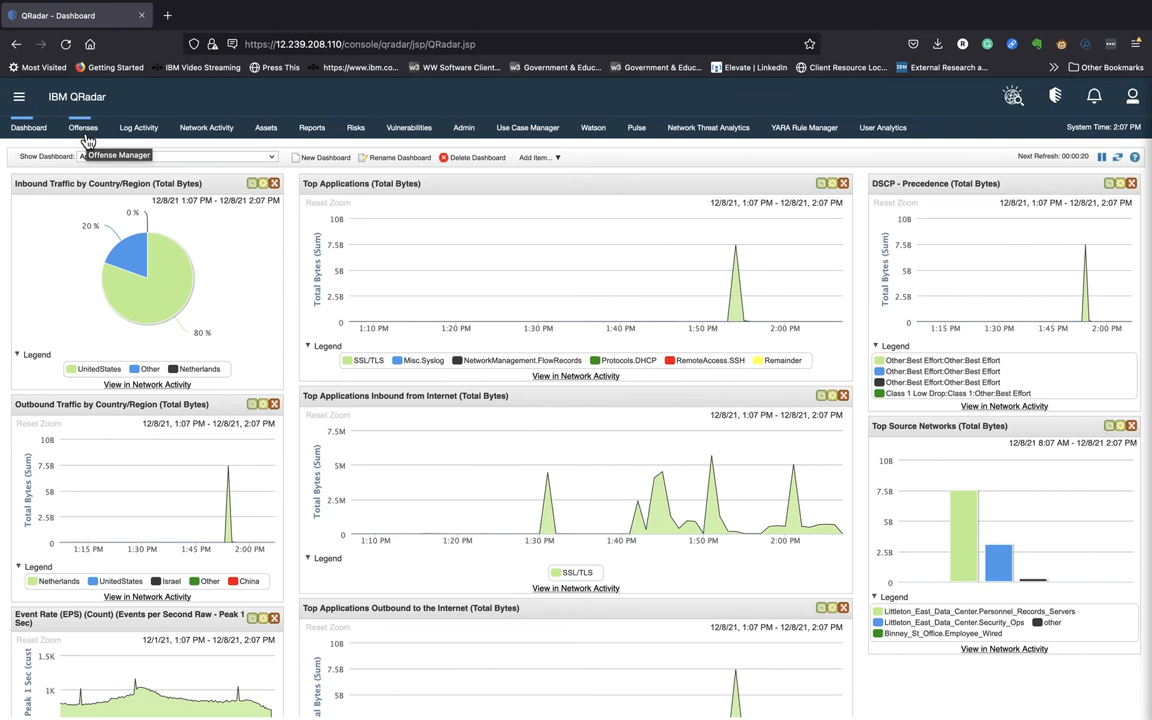 QRadar - Dashboard
https://12.239.208.110/console/qradar/jsp/QRadar.jsp
Most Visited Getting Started IBM Video Streaming Press This https://www.ibm.co... WW Software Client... Government & Educ... Government & Educ... Elevate | LinkedIn Client Resource Loc... External Research a... Other Bookmarks
IBM QRadar
Dashboard Offenses Log Activity Network Activity Assets Reports Risks Vulnerabilities Admin Use Case Manager Watson Pulse Network Threat Analytics YARA Rule Manager User Analytics System Time: 2:07 PM
Offense Manager
Show Dashboard: New Dashboard Rename Dashboard Delete Dashboard Add Item... Next Refresh: 00:00:20
Inbound Traffic by Country/Region (Total Bytes)
12/8/21, 1:07 PM - 12/8/21, 2:07 PM
0 %
20 %
80 %
Legend
UnitedStates Other Netherlands
View in Network Activity
Outbound Traffic by Country/Region (Total Bytes)
Reset Zoom 12/8/21, 1:07 PM - 12/8/21, 2:07 PM
Total Bytes (Sum)
10B
7.5B
5B
2.5B
0
1:15 PM 1:30 PM 1:45 PM 2:00 PM
Legend
Netherlands UnitedStates Israel Other China
View in Network Activity
Event Rate (EPS) (Count) (Events per Second Raw - Peak 1
Sec)
Reset Zoom 12/1/21, 1:07 PM - 12/8/21, 2:07 PM
Peak 1 Sec (cust
1.5K
1K
Top Applications (Total Bytes)
Reset Zoom 12/8/21, 1:07 PM - 12/8/21, 2:07 PM
Total Bytes (Sum)
10B
7.5B
5B
2.5B
0
1:10 PM 1:20 PM 1:30 PM 1:40 PM 1:50 PM 2:00 PM
Legend
SSL/TLS Misc.Syslog NetworkManagement.FlowRecords Protocols.DHCP RemoteAccess.SSH Remainder
View in Network Activity
Top Applications Inbound from Internet (Total Bytes)
Reset Zoom 12/8/21, 1:07 PM - 12/8/21, 2:07 PM
Total Bytes (Sum)
7.5M
5M
2.5M
0
1:10 PM 1:20 PM 1:30 PM 1:40 PM 1:50 PM 2:00 PM
Legend
SSL/TLS
View in Network Activity
Top Applications Outbound to the Internet (Total Bytes)
Reset Zoom 12/8/21, 1:07 PM - 12/8/21, 2:07 PM
al Bytes (Sum)
10B
7.5B
5B
DSCP - Precedence (Total Bytes)
Reset Zoom 12/8/21, 1:07 PM - 12/8/21, 2:07 PM
Total Bytes (Sum)
10B
7.5B
5B
2.5B
0
1:15 PM 1:30 PM 1:45 PM 2:00 PM
Legend
Other:Best Effort:Other:Best Effort
Other:Best Effort:Other:Best Effort
Other:Best Effort:Other:Best Effort
Class 1 Low Drop:Class 1:Other:Best Effort
View in Network Activity
Top Source Networks (Total Bytes)
12/8/21 8:07 AM - 12/8/21 2:07 PM
Total Bytes (Sum)
10B
7.5B
5B
2.5B
0
Legend
Littleton_East_Data_Center.Personnel_Records_Servers
Littleton_East_Data_Center.Security_Ops other
Binney_St_Office.Employee_Wired
View in Network Activity